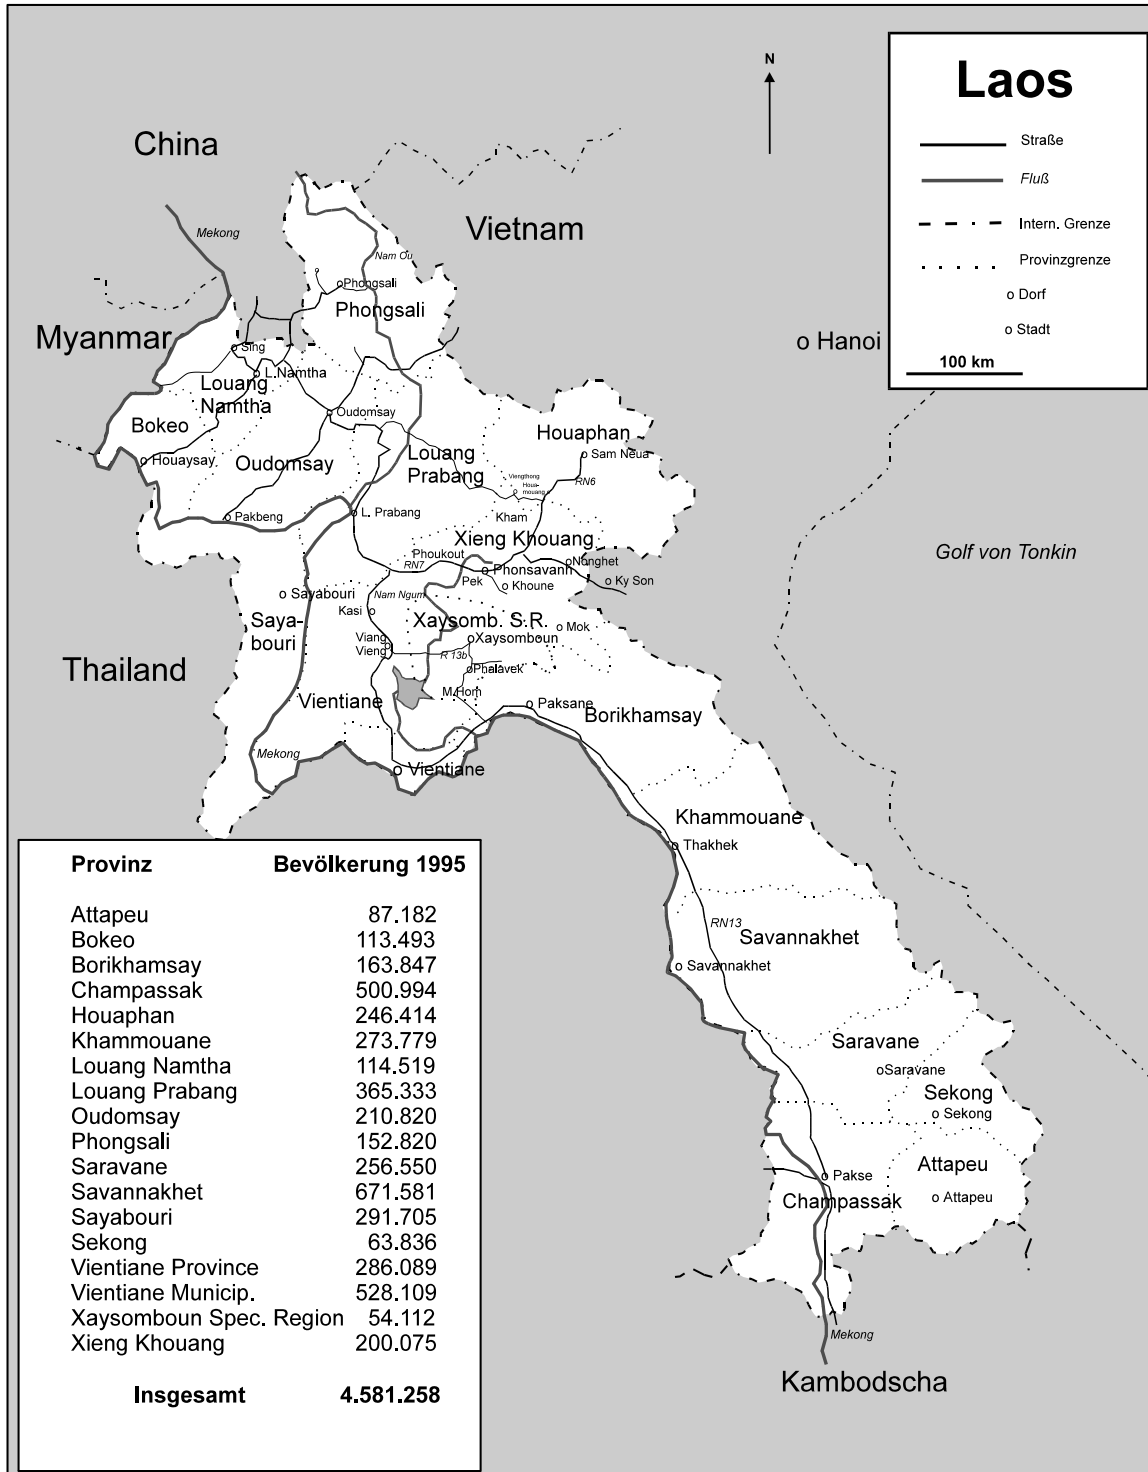 N
Laos
Straße
Fluß
Intern. Grenze
Provinzgrenze
o Dorf
o Stadt
100 km
China
Vietnam
Mekong
Nam Ou
Phongsali
Phongsali
Myanmar
o Hanoi
Sing
L.Namtha
Louang
Namtha
Bokeo
Oudomsay
Houaysay
Oudomsay
Louang
Prabang
Houaphan
Sam Neua
Viengthong
Houa-
mouang
RN6
Pakbeng
L. Prabang
Kham
Xieng Khouang
Golf von Tonkin
Phoukout
RN7
Phonsavanh
Nonghet
Pek
Khoune
Ky Son
Sayabouri
Nam Ngum
Kasi
Saya-
bouri
Xaysomb. S.R.
Mok
Viang
Vieng
Xaysomboun
R 13b
Phalavek
Thailand
M.Hom
Vientiane
Paksane
Borikhamsay
Mekong
Vientiane
Khammouane
Thakhek
RN13
Savannakhet
Savannakhet
Saravane
Saravane
Sekong
Sekong
Attapeu
Pakse
Champassak
Attapeu
Mekong
Kambodscha
Provinz Bevölkerung 1995
Attapeu 87.182
Bokeo 113.493
Borikhamsay 163.847
Champassak 500.994
Houaphan 246.414
Khammouane 273.779
Louang Namtha 114.519
Louang Prabang 365.333
Oudomsay 210.820
Phongsali 152.820
Saravane 256.550
Savannakhet 671.581
Sayabouri 291.705
Sekong 63.836
Vientiane Province 286.089
Vientiane Municip. 528.109
Xaysomboun Spec. Region 54.112
Xieng Khouang 200.075
Insgesamt 4.581.258